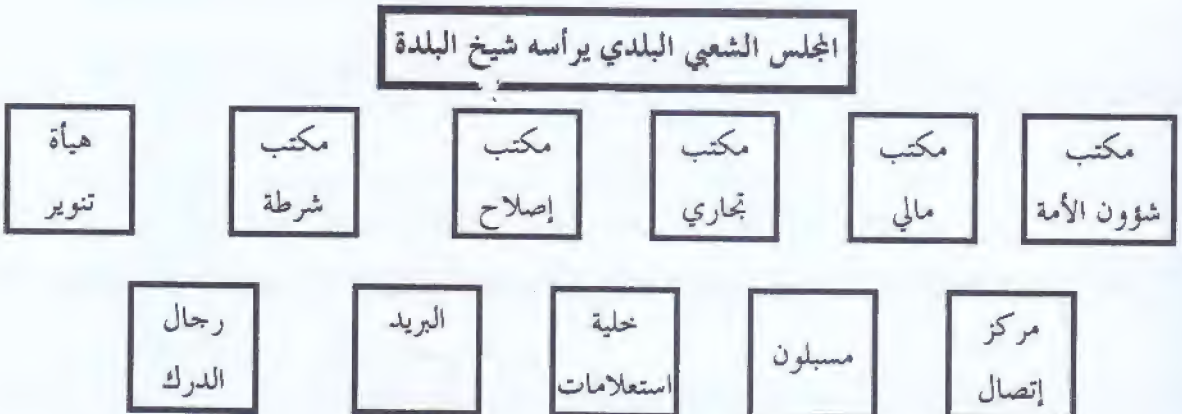 المجلس الشعبي البلدي يرأسه شيخ البلدة
مكتب
شؤون الأمة
مكتب
مالي
مكتب
تجاري
مكتب
إصلاح
مكتب
شرطة
هيأة
تنوير
مركز
إتصال
مسبلون
خلية
استعلامات
البريد
رجال
الدرك